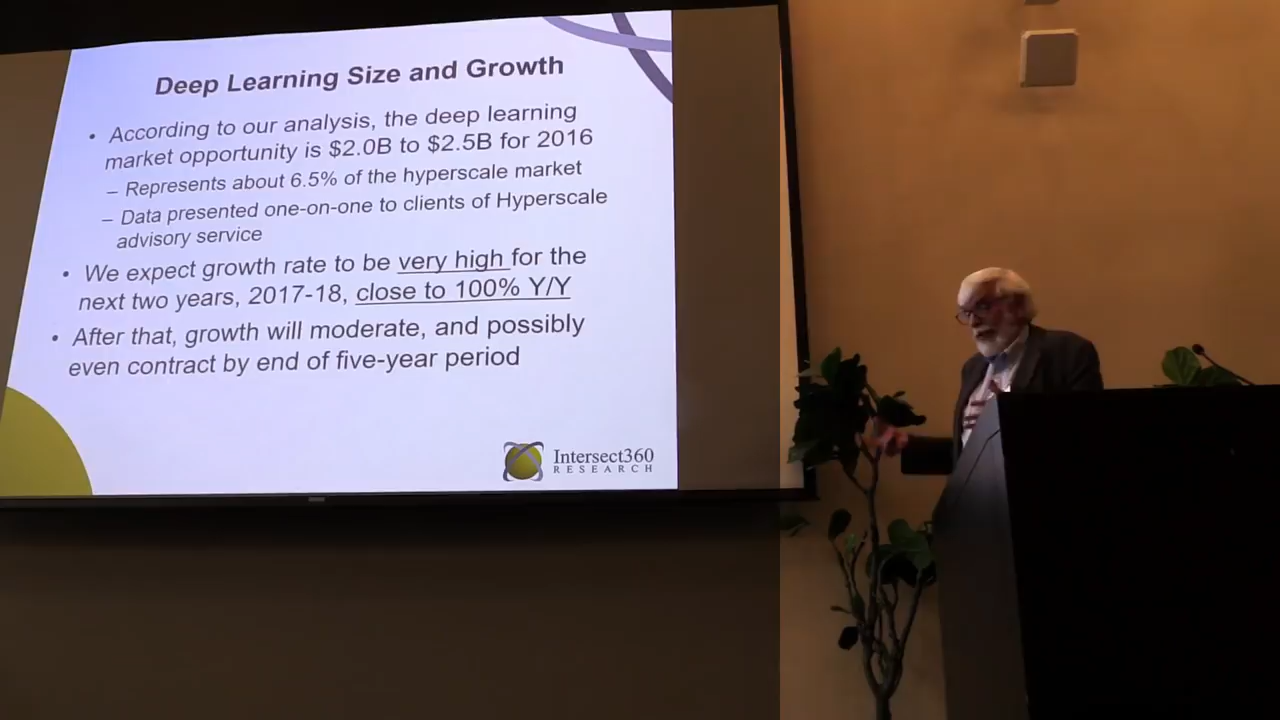 Deep Learning Size and Growth
• According to our analysis, the deep learning
market opportunity is $2.0B to $2.5B for 2016
– Represents about 6.5% of the hyperscale market
– Data presented one-on-one to clients of Hyperscale
advisory service
• We expect growth rate to be very high for the
next two years, 2017-18, close to 100% Y/Y
• After that, growth will moderate, and possibly
even contract by end of five-year period
Intersect360
RESEARCH